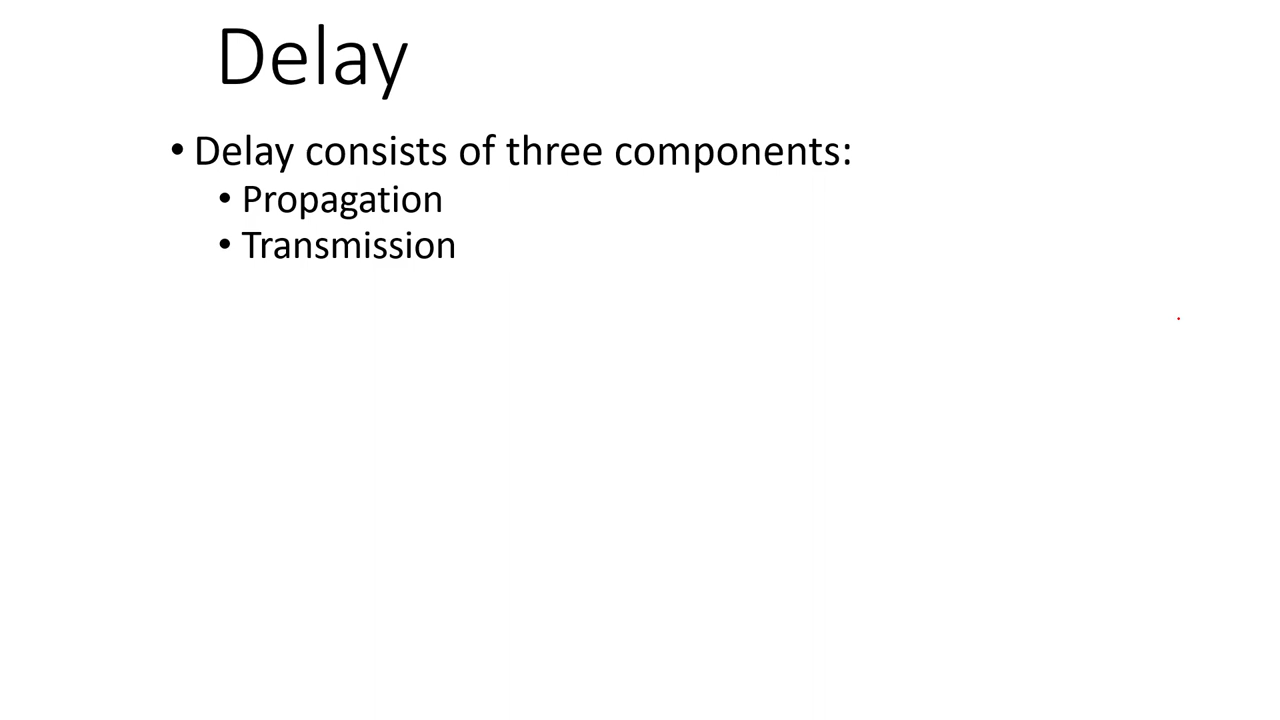 Delay
• Delay consists of three components:
• Propagation
• Transmission